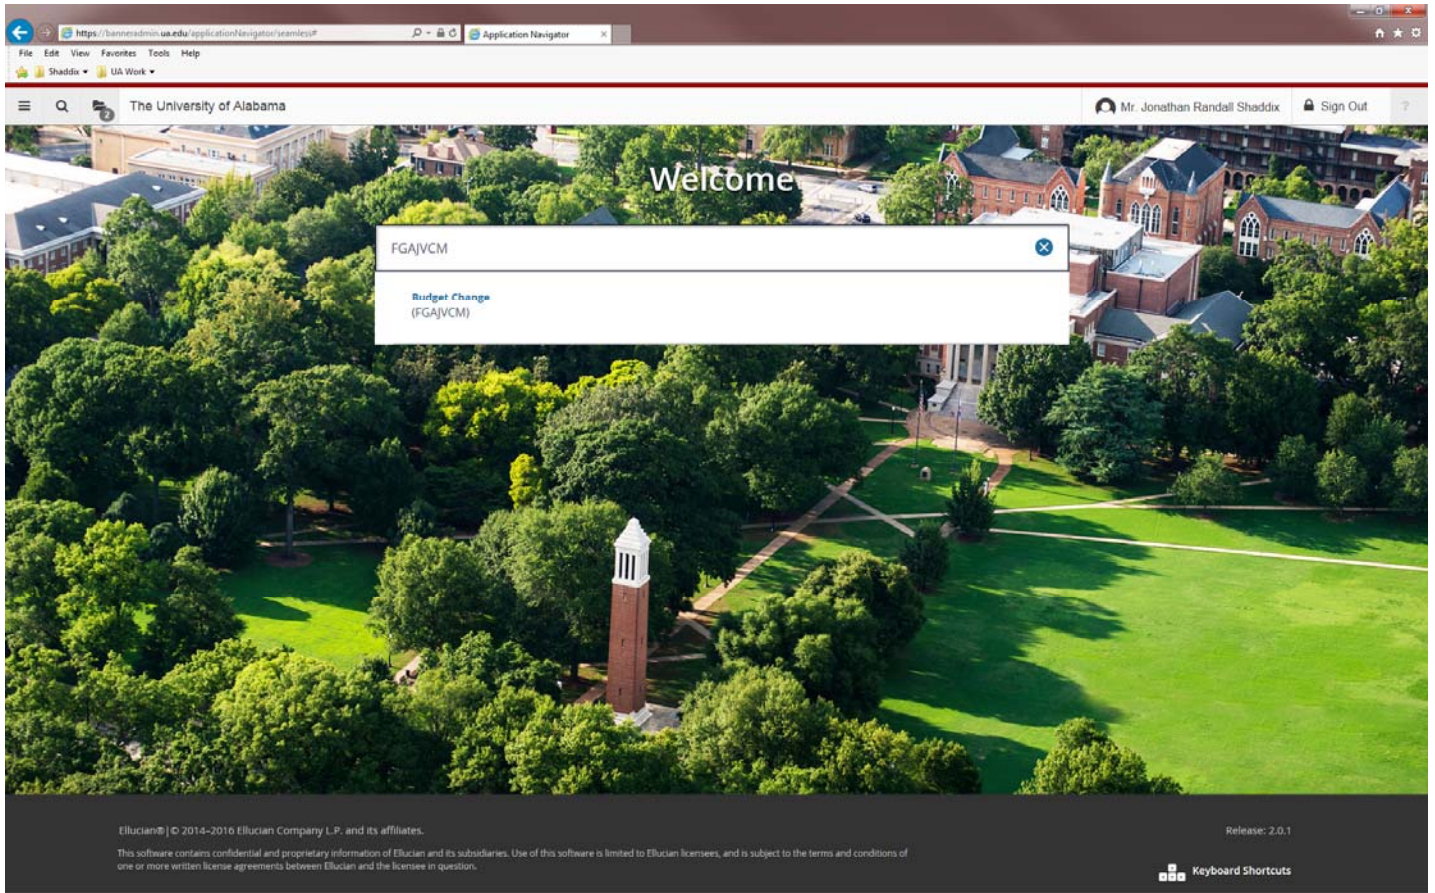 https://banneradmin.ua.edu/applicationNavigator/seamless#
Application Navigator
File Edit View Favorites Tools Help
Shaddix UA Work
2
The University of Alabama
Mr. Jonathan Randall Shaddix
Sign Out
?
Welcome
FGAJVCM
Budget Change
(FGAJVCM)
Ellucian®|© 2014-2016 Ellucian Company L.P. and its affiliates.
Release: 2.0.1
This software contains confidential and proprietary information of Ellucian and its subsidiaries. Use of this software is limited to Ellucian licensees, and is subject to the terms and conditions of
one or more written license agreements between Ellucian and the licensee in question.
Keyboard Shortcuts